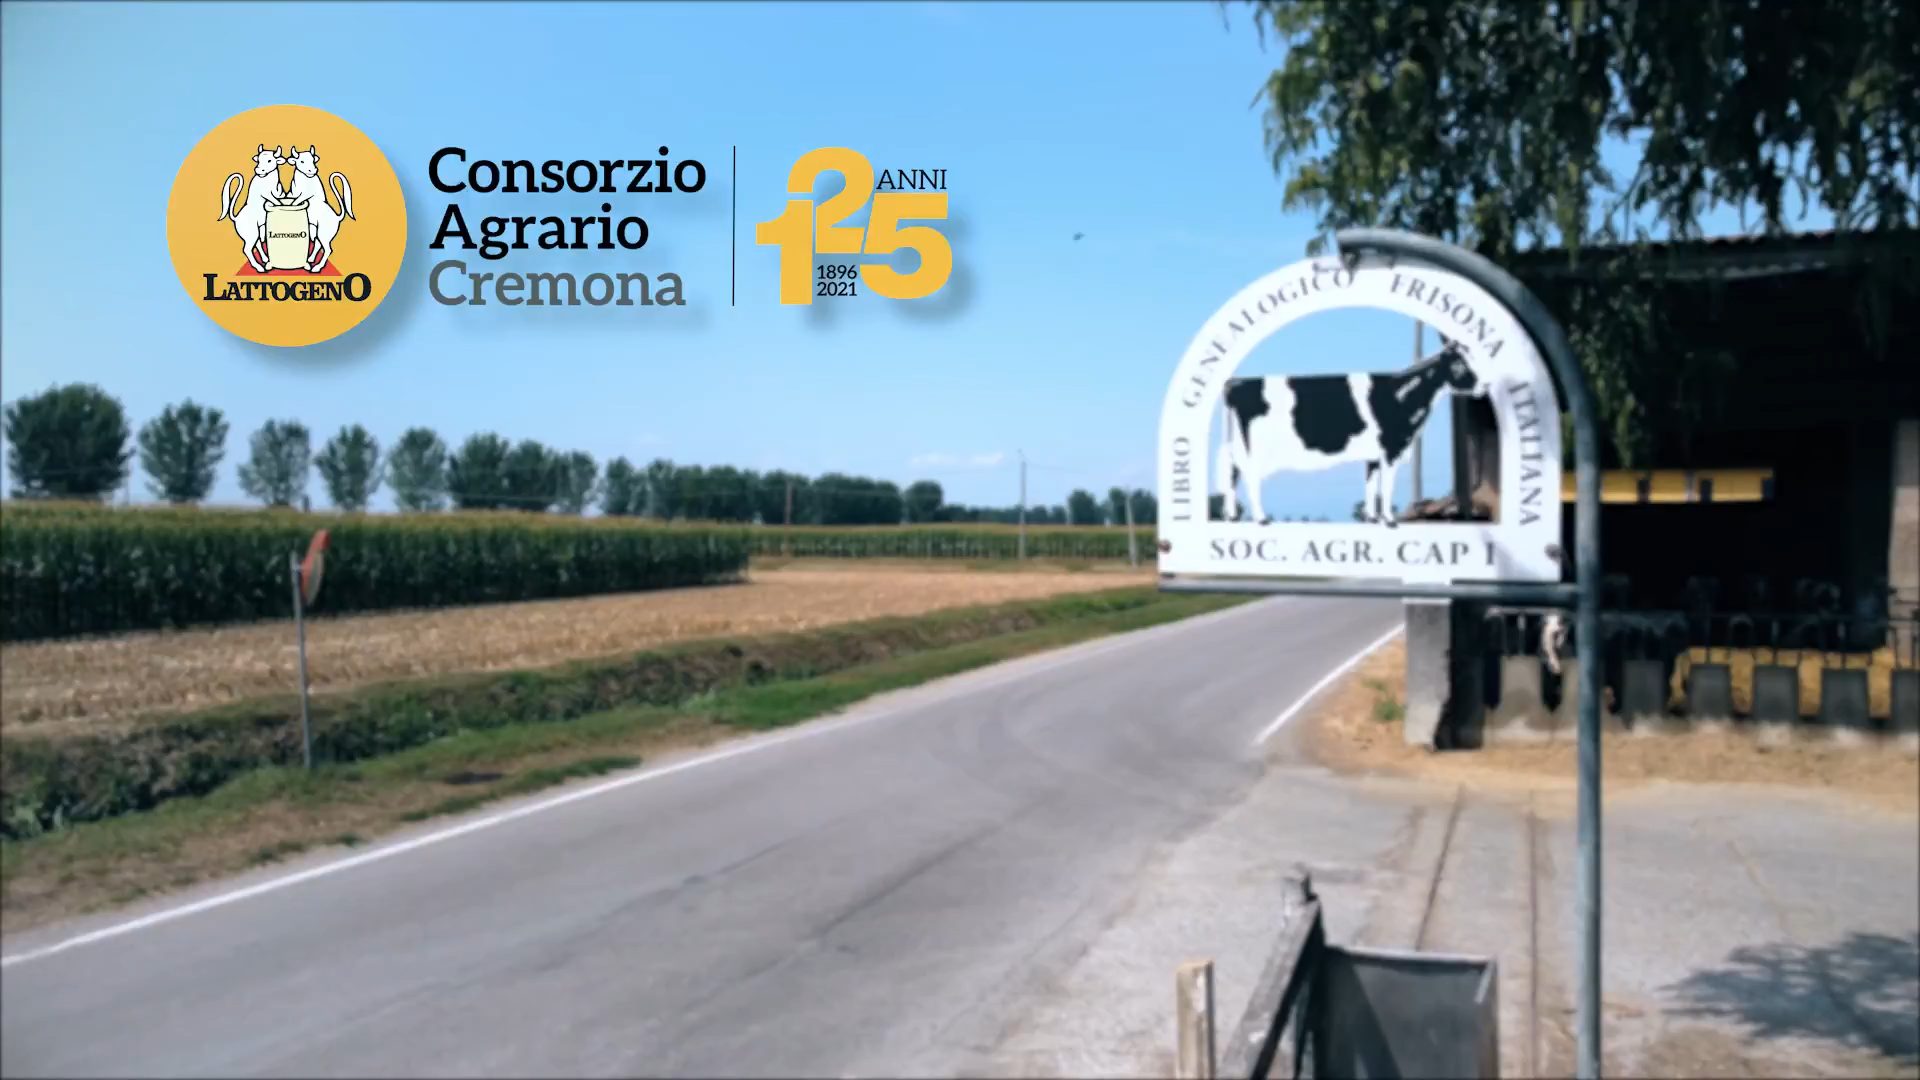 LATTOGENO
LATTOGENO
Consorzio
Agrario
Cremona
125
ANNI
1896
2021
LIBRO GENEALOGICO FRISONA ITALIANA
SOC. AGR. CAP I